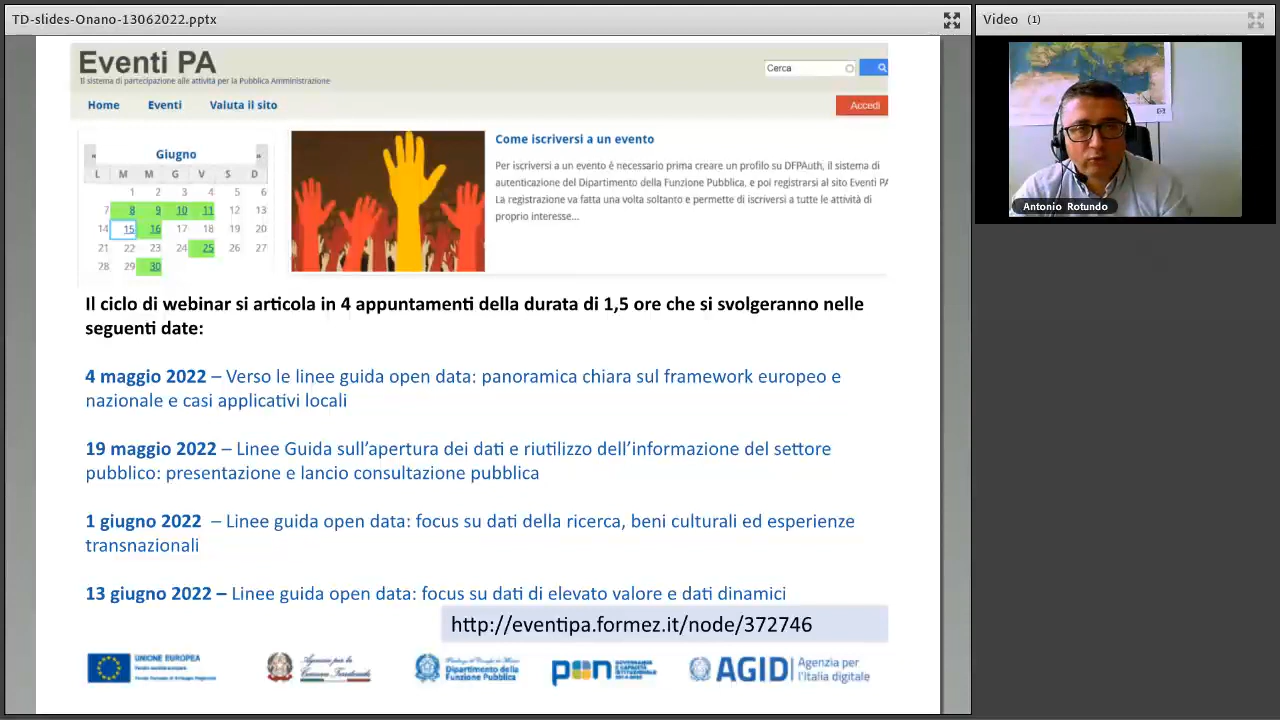 TD-slides-Onano-13062022.pptx
Video (1)
Eventi PA
Il sistema di partecipazione alle attività per la Pubblica Amministrazione
Cerca
Home Eventi Valuta il sito
Accedi
« Giugno »
L M M G V S D
1 2 3 4 5 6
7 8 9 10 11 12 13
14 15 16 17 18 19 20
21 22 23 24 25 26 27
28 29 30
Come iscriversi a un evento
Per iscriversi a un evento é necessario prima creare un profilo su DFPAuth, il sistema di
autenticazione del Dipartimento della Funzione Pubblica, e poi registrarsi al sito Eventi PA
La registrazione va fatta una volta soltanto e permette di iscriversi a tutte le attività di
proprio interesse...
Antonio Rotundo
Il ciclo di webinar si articola in 4 appuntamenti della durata di 1,5 ore che si svolgeranno nelle
seguenti date:
4 maggio 2022 – Verso le linee guida open data: panoramica chiara sul framework europeo e
nazionale e casi applicativi locali
19 maggio 2022 – Linee Guida sull’apertura dei dati e riutilizzo dell’informazione del settore
pubblico: presentazione e lancio consultazione pubblica
1 giugno 2022 – Linee guida open data: focus su dati della ricerca, beni culturali ed esperienze
transnazionali
13 giugno 2022 – Linee guida open data: focus su dati di elevato valore e dati dinamici
http://eventipa.formez.it/node/372746
UNIONE EUROPEA
Agenzia per la
Coesione Territoriale
Dipartimento della
Funzione Pubblica
pon
GOVERNANCE
AGID Agenzia per
l’Italia digitale